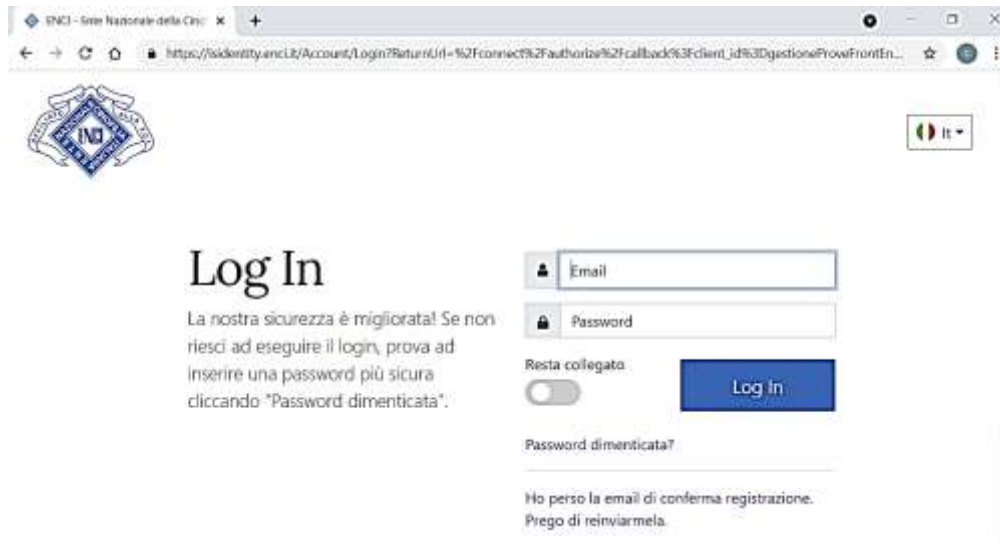 ENCI - Ente Nazionale della Cino
https://isidentity.enci.it/Account/Login?ReturnUrl=%2Fconnect%2Fauthorize%2Fcallback%3Fclient_id%3DgestioneProveFrontEn...
It
Log In
La nostra sicurezza è migliorata! Se non
riesci ad eseguire il login, prova ad
inserire una password più sicura
cliccando "Password dimenticata".
Email
Password
Resta collegato
Log In
Password dimenticata?
Ho perso la email di conferma registrazione.
Prego di reinviarmela.